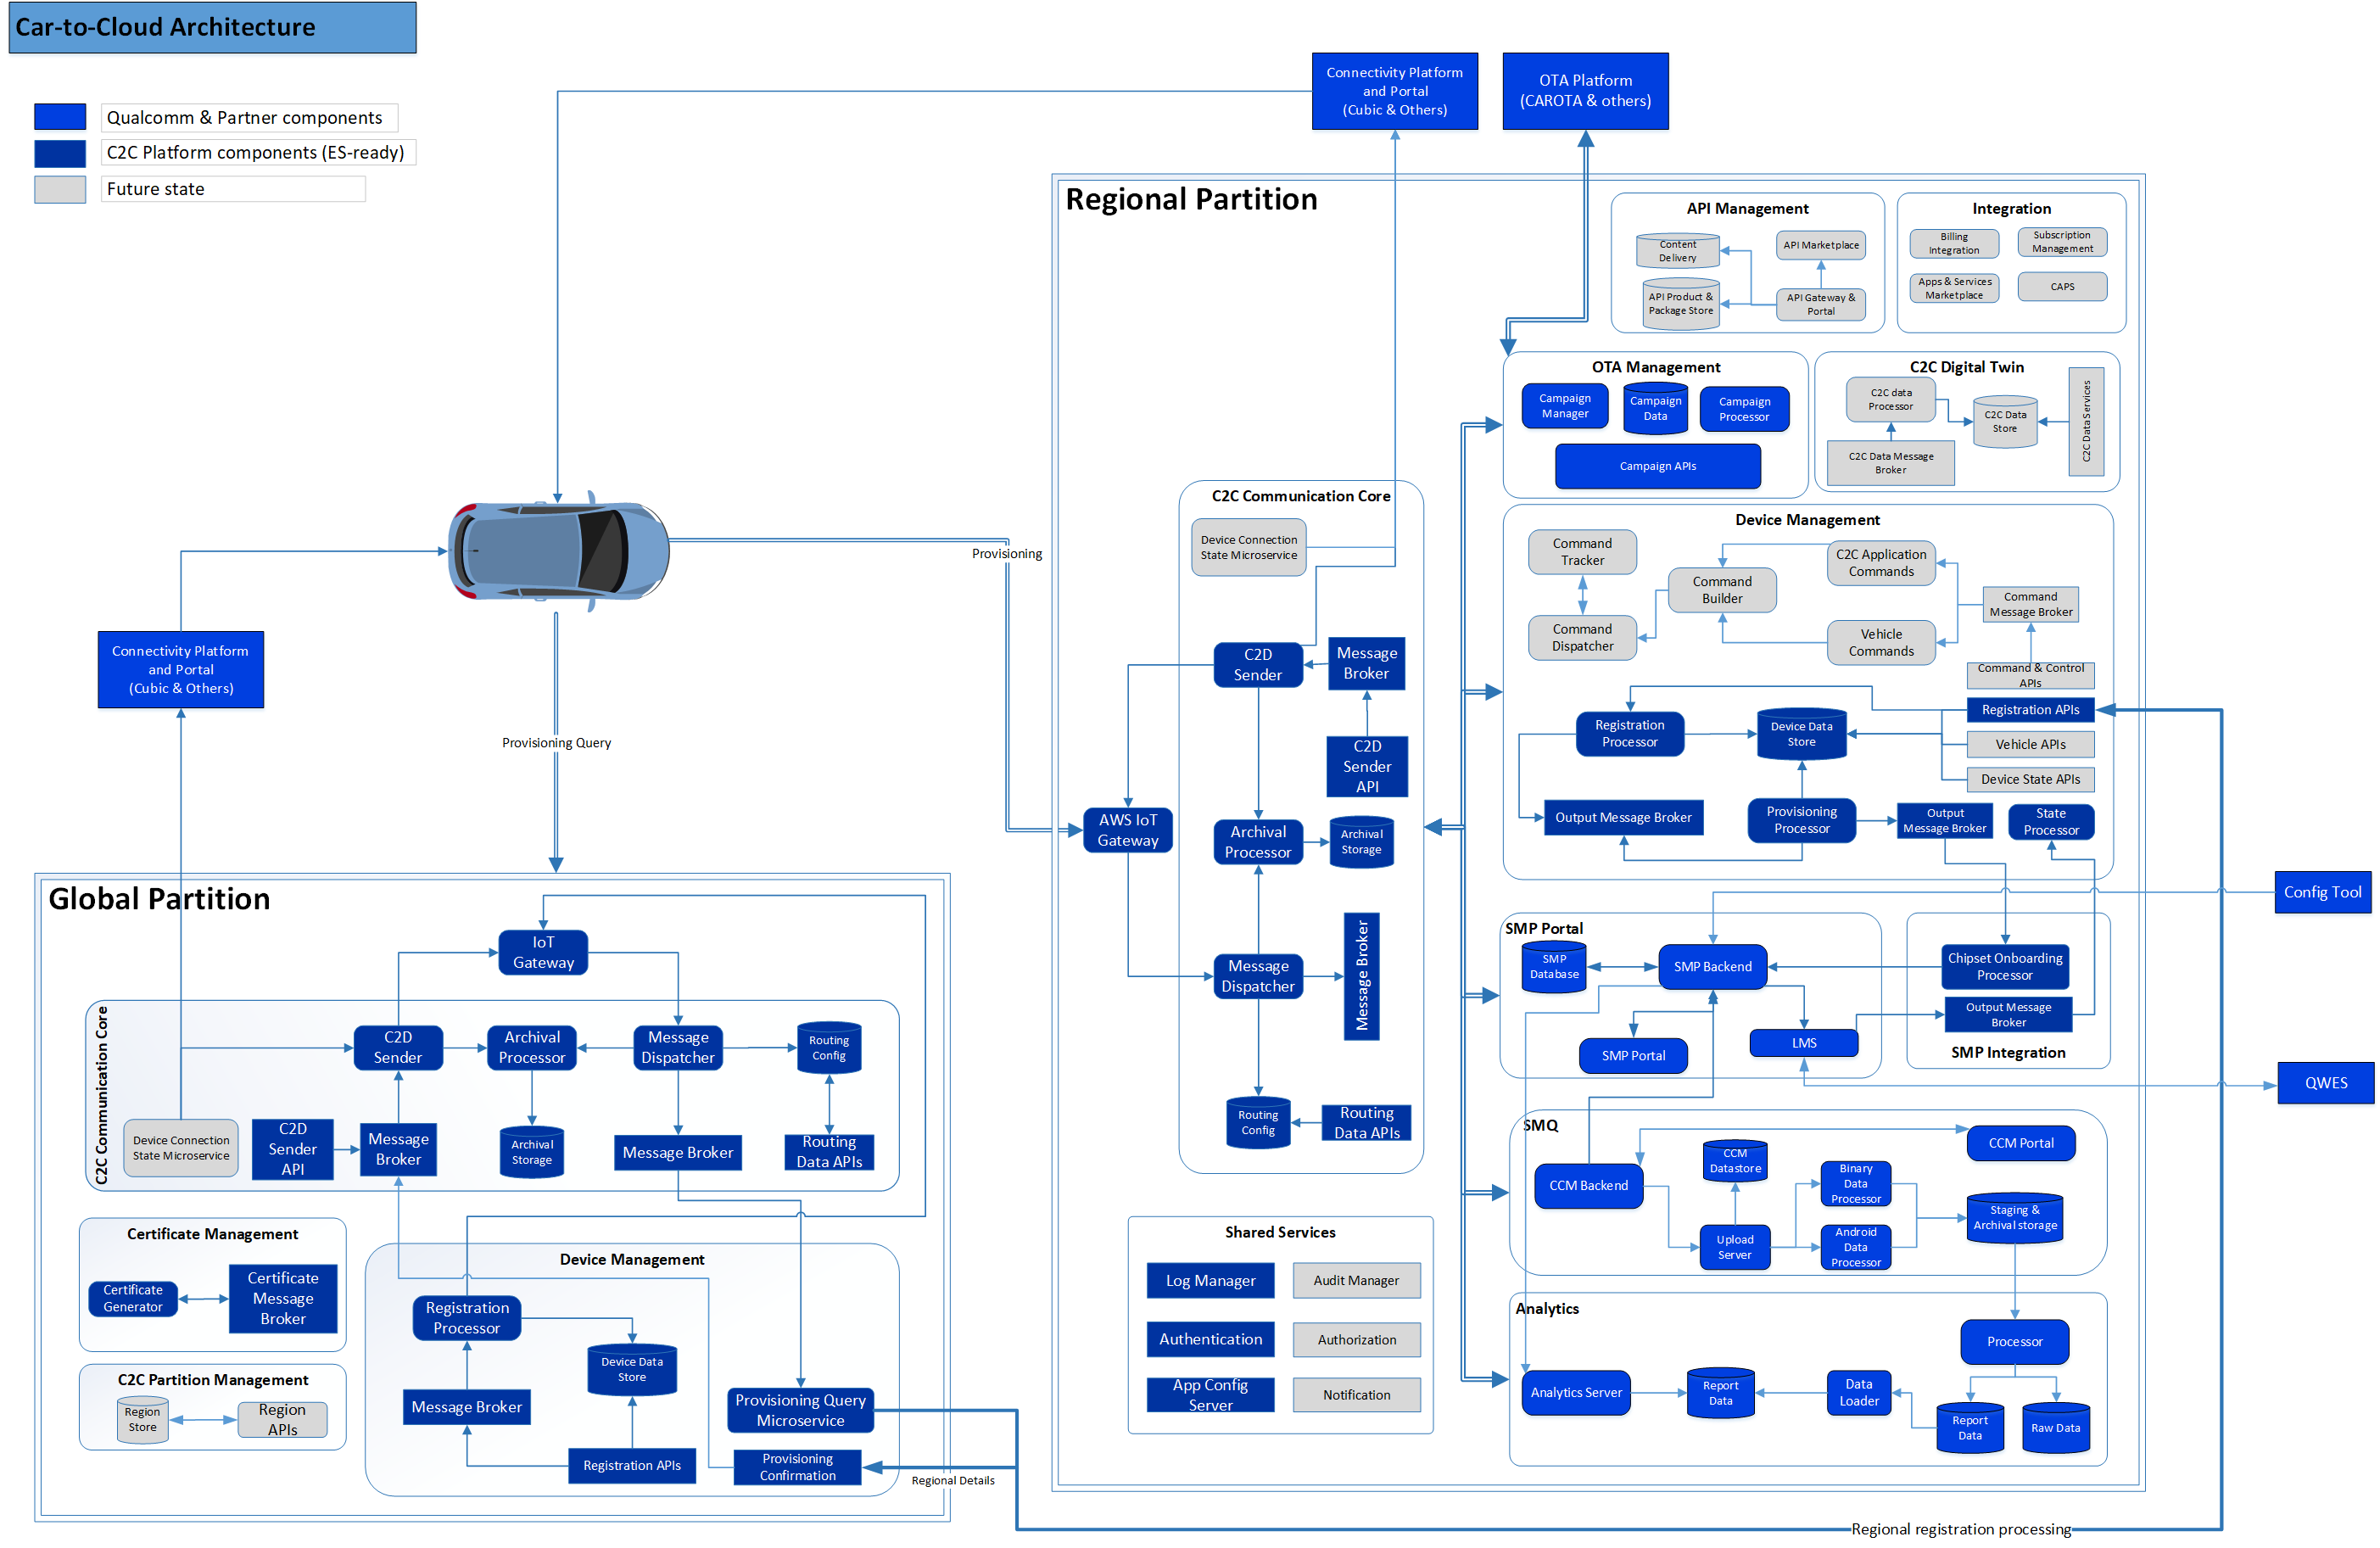 Car-to-Cloud Architecture
Qualcomm & Partner components
C2C Platform components (ES-ready)
Future state
Connectivity Platform
and Portal
(Cubic & Others)
OTA Platform
(CAROTA & others)
Regional Partition
API Management
Content
Delivery
API Marketplace
API Product &
Package Store
API Gateway &
Portal
Integration
Billing
Integration
Subscription
Management
Apps & Services
Marketplace
CAPS
OTA Management
Campaign
Manager
Campaign
Data
Campaign
Processor
Campaign APIs
C2C Digital Twin
C2C data
Processor
C2C Data
Store
C2C Data Services
C2C Data Message
Broker
C2C Communication Core
Device Connection
State Microservice
C2D
Sender
Message
Broker
C2D
Sender
API
AWS IoT
Gateway
Archival
Processor
Archival
Storage
Message
Dispatcher
Message Broker
Routing
Config
Routing
Data APIs
Device Management
Command
Tracker
Command
Builder
C2C Application
Commands
Command
Message Broker
Command
Dispatcher
Vehicle
Commands
Command & Control
APIs
Registration
Processor
Device Data
Store
Registration APIs
Vehicle APIs
Device State APIs
Output Message Broker
Provisioning
Processor
Output
Message Broker
State
Processor
Config Tool
SMP Portal
SMP
Database
SMP Backend
SMP Portal
LMS
Chipset Onboarding
Processor
Output Message
Broker
SMP Integration
QWES
SMQ
CCM Portal
CCM
Datastore
CCM Backend
Binary
Data
Processor
Staging &
Archival storage
Upload
Server
Android
Data
Processor
Analytics
Processor
Analytics Server
Report
Data
Data
Loader
Report
Data
Raw Data
Shared Services
Log Manager
Audit Manager
Authentication
Authorization
App Config
Server
Notification
Provisioning
Connectivity Platform
and Portal
(Cubic & Others)
Provisioning Query
Global Partition
IoT
Gateway
C2C Communication Core
C2D
Sender
Archival
Processor
Message
Dispatcher
Routing
Config
Device Connection
State Microservice
C2D
Sender
API
Message
Broker
Archival
Storage
Message Broker
Routing
Data APIs
Certificate Management
Certificate
Generator
Certificate
Message
Broker
C2C Partition Management
Region
Store
Region
APIs
Device Management
Registration
Processor
Device Data
Store
Message Broker
Provisioning Query
Microservice
Registration APIs
Provisioning
Confirmation
Regional Details
Regional registration processing